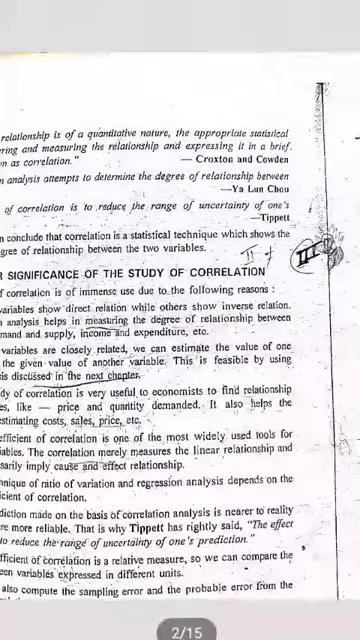 relationship is of a quantitative nature, the appropriate statistical
ering and measuring the relationship and expressing it in a brief.
n as correlation." — Croxton and Cowden
n analysis attempts to determine the degree of relationship between
—Ya Lun Chou
of correlation is to reduce the range of uncertainty of one's
—Tippett
n conclude that correlation is a statistical technique which shows the
gree of relationship between the two variables.
II
III
R SIGNIFICANCE OF THE STUDY OF CORRELATION
of correlation is of immense use due to the following reasons :
variables show direct relation while others show inverse relation.
n analysis helps in measuring the degree of relationship between
mand and supply, income and expenditure, etc.
variables are closely related, we can estimate the value of one
the given value of another variable. This is feasible by using
is discussed in the next chapter.
dy of correlation is very useful to economists to find relationship
es, like — price and quantity demanded. It also helps the
estimating costs, sales, price, etc.
efficient of correlation is one of the most widely used tools for
iables. The correlation merely measures the linear relationship and
sarily imply cause and effect relationship.
nnique of ratio of variation and regression analysis depends on the
icient of correlation.
diction made on the basis of correlation analysis is nearer to reality
re more reliable. That is why Tippett has rightly said, "The effect
to reduce the range of uncertainty of one's prediction."
fficient of correlation is a relative measure, so we can compare the
een variables expressed in different units.
also compute the sampling error and the probable error from the
2/15